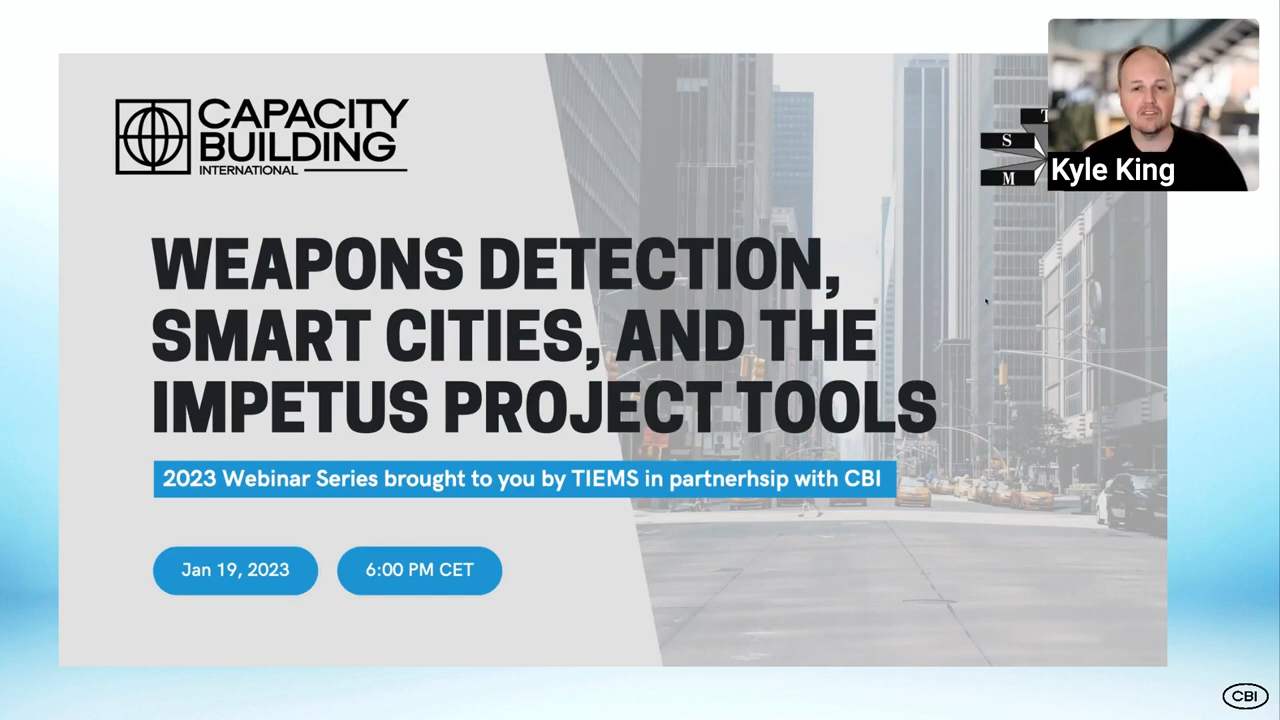 CAPACITY
BUILDING
INTERNATIONAL
T
S
M
Kyle King
WEAPONS DETECTION,
SMART CITIES, AND THE
IMPETUS PROJECT TOOLS
2023 Webinar Series brought to you by TIEMS in partnerhsip with CBI
Jan 19, 2023
6:00 PM CET
CBI